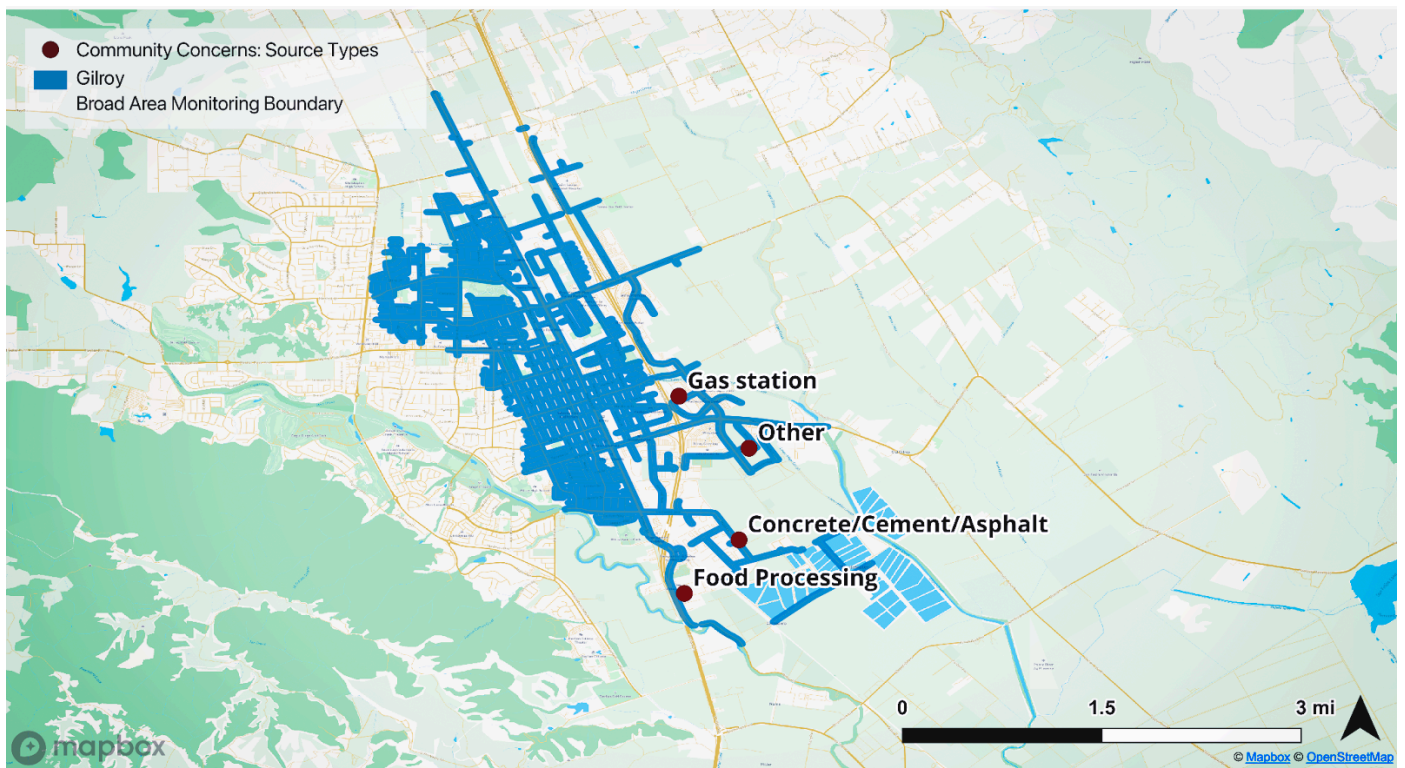 Community Concerns: Source Types
Gilroy
Broad Area Monitoring Boundary
Gas station
Other
Concrete/Cement/Asphalt
Food Processing
0 1.5 3 mi
mapbox
© Mapbox © OpenStreetMap